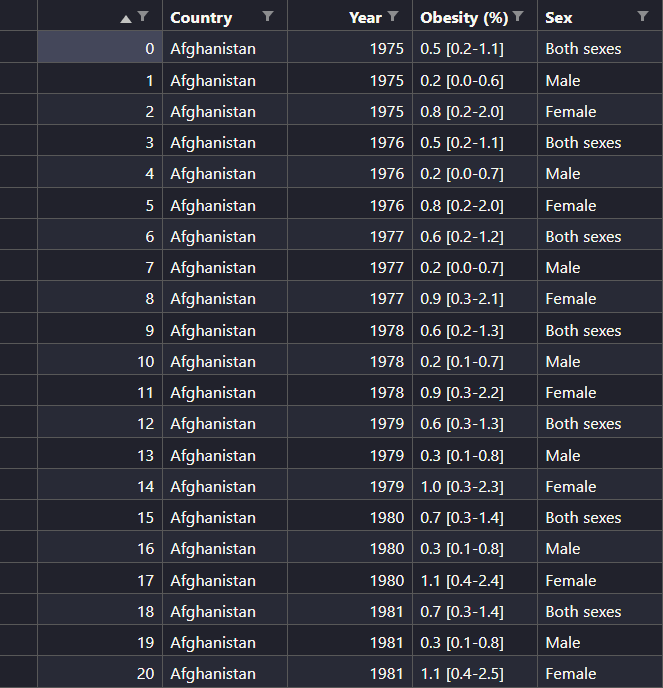 Country Year Obesity (%) Sex
0 Afghanistan 1975 0.5 [0.2-1.1] Both sexes
1 Afghanistan 1975 0.2 [0.0-0.6] Male
2 Afghanistan 1975 0.8 [0.2-2.0] Female
3 Afghanistan 1976 0.5 [0.2-1.1] Both sexes
4 Afghanistan 1976 0.2 [0.0-0.7] Male
5 Afghanistan 1976 0.8 [0.2-2.0] Female
6 Afghanistan 1977 0.6 [0.2-1.2] Both sexes
7 Afghanistan 1977 0.2 [0.0-0.7] Male
8 Afghanistan 1977 0.9 [0.3-2.1] Female
9 Afghanistan 1978 0.6 [0.2-1.3] Both sexes
10 Afghanistan 1978 0.2 [0.1-0.7] Male
11 Afghanistan 1978 0.9 [0.3-2.2] Female
12 Afghanistan 1979 0.6 [0.3-1.3] Both sexes
13 Afghanistan 1979 0.3 [0.1-0.8] Male
14 Afghanistan 1979 1.0 [0.3-2.3] Female
15 Afghanistan 1980 0.7 [0.3-1.4] Both sexes
16 Afghanistan 1980 0.3 [0.1-0.8] Male
17 Afghanistan 1980 1.1 [0.4-2.4] Female
18 Afghanistan 1981 0.7 [0.3-1.4] Both sexes
19 Afghanistan 1981 0.3 [0.1-0.8] Male
20 Afghanistan 1981 1.1 [0.4-2.5] Female